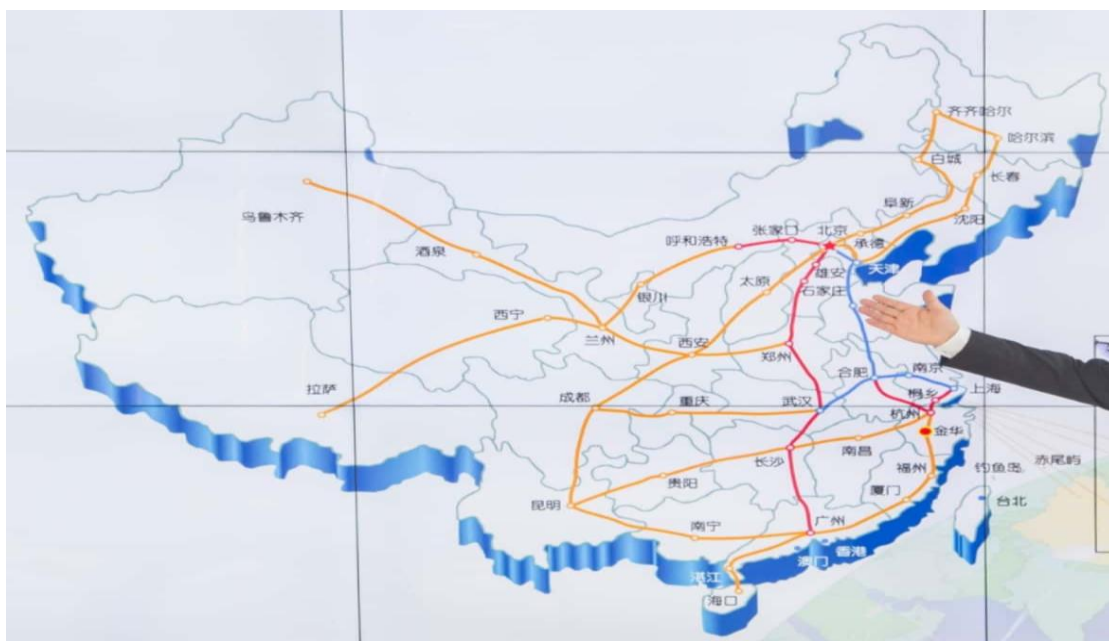 齐齐哈尔
哈尔滨
白城
长春
阜新
沈阳
乌鲁木齐
张家口
北京
承德
呼和浩特
酒泉
天津
雄安
太原
石家庄
银川
西宁
兰州
西安
郑州
合肥
南京
拉萨
上海
成都
桐乡
重庆
武汉
杭州
金华
南昌
长沙
福州
钓鱼岛
赤尾屿
贵阳
厦门
昆明
台北
南宁
广州
香港
澳门
湛江
海口